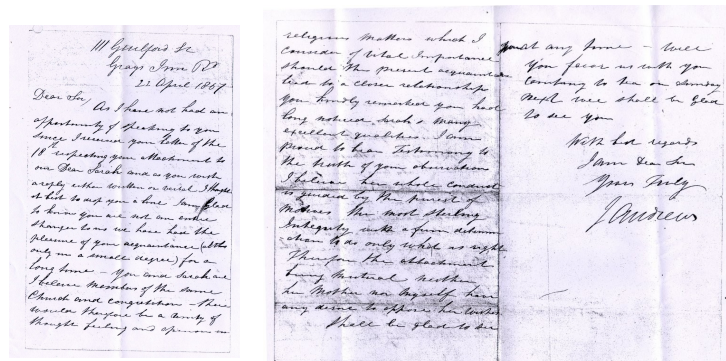 111 Guilford St
Grays Inn Rd
22 April 1867
Dear Sir
As I have not had an
opportunity of speaking to you
since I received your letter of the
18th respecting your attachment to
our Dear Sarah and as you wish
a reply either written or verbal I thought
it best to drop you a line I am glad
to know you are not an entire
stranger to us we have had the
pleasure of your acquaintance (altho
only in a small degree) for a
long time - you and Sarah are
I believe members of the same
Church and congregation - there
would therefore be a unity of
thought feeling and opinion on
religious matters which I
consider of Vital Importance
should the present acquaintance
lead to a closer relationship
you kindly remarked you had
long noticed Sarah's many
excellent qualities I am
proud to bear Testimony to
the truth of your observation
I believe her whole conduct
is guided by the purest of
Motives the most Sterling
Integrity with a firm determin
-ation to do only what is right
Therefore the attachment
being mutual neither
her Mother nor Myself have
any desire to oppose her wishes
Shall be glad to see
you at any time - will
you favor us with your
company to tea on Sunday
next we shall be glad
to see you
With best regards
I am Dear Sir
Yours Truly
J Andrews